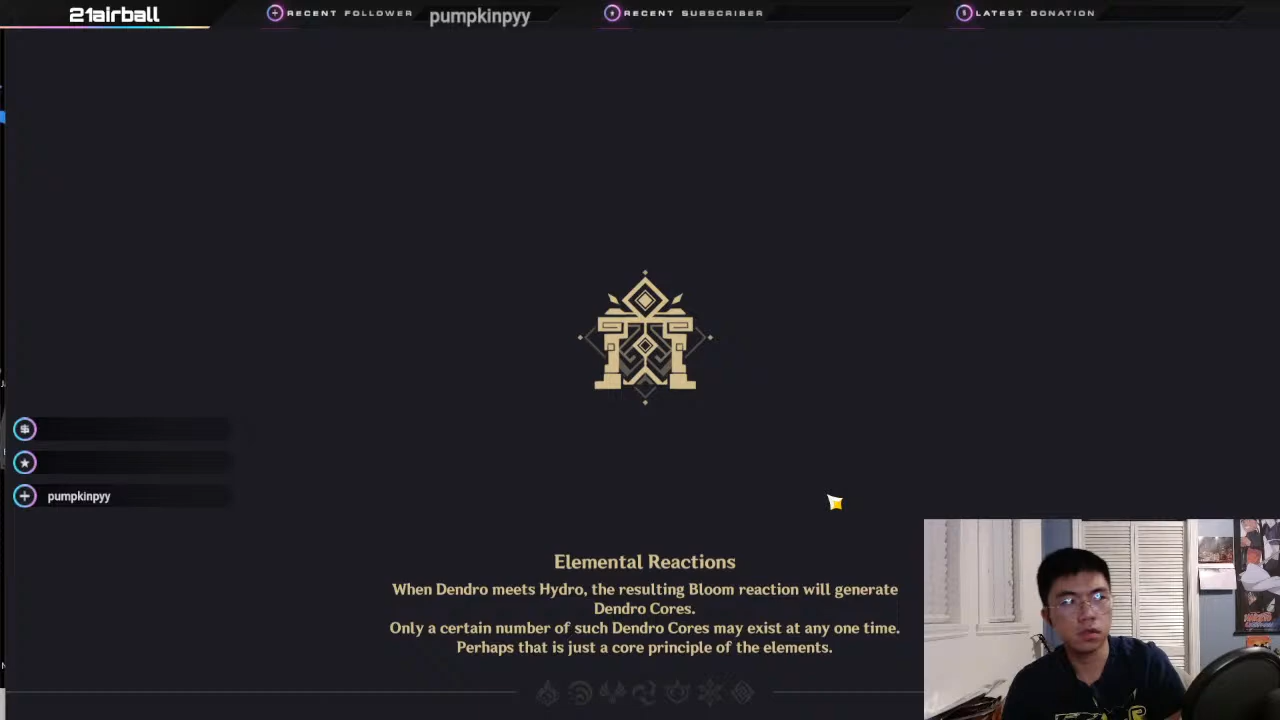 21airball
RECENT FOLLOWER
pumpkinpyy
RECENT SUBSCRIBER
LATEST DONATION
pumpkinpyy
Elemental Reactions
When Dendro meets Hydro, the resulting Bloom reaction will generate
Dendro Cores.
Only a certain number of such Dendro Cores may exist at any one time.
Perhaps that is just a core principle of the elements.
NARUTO